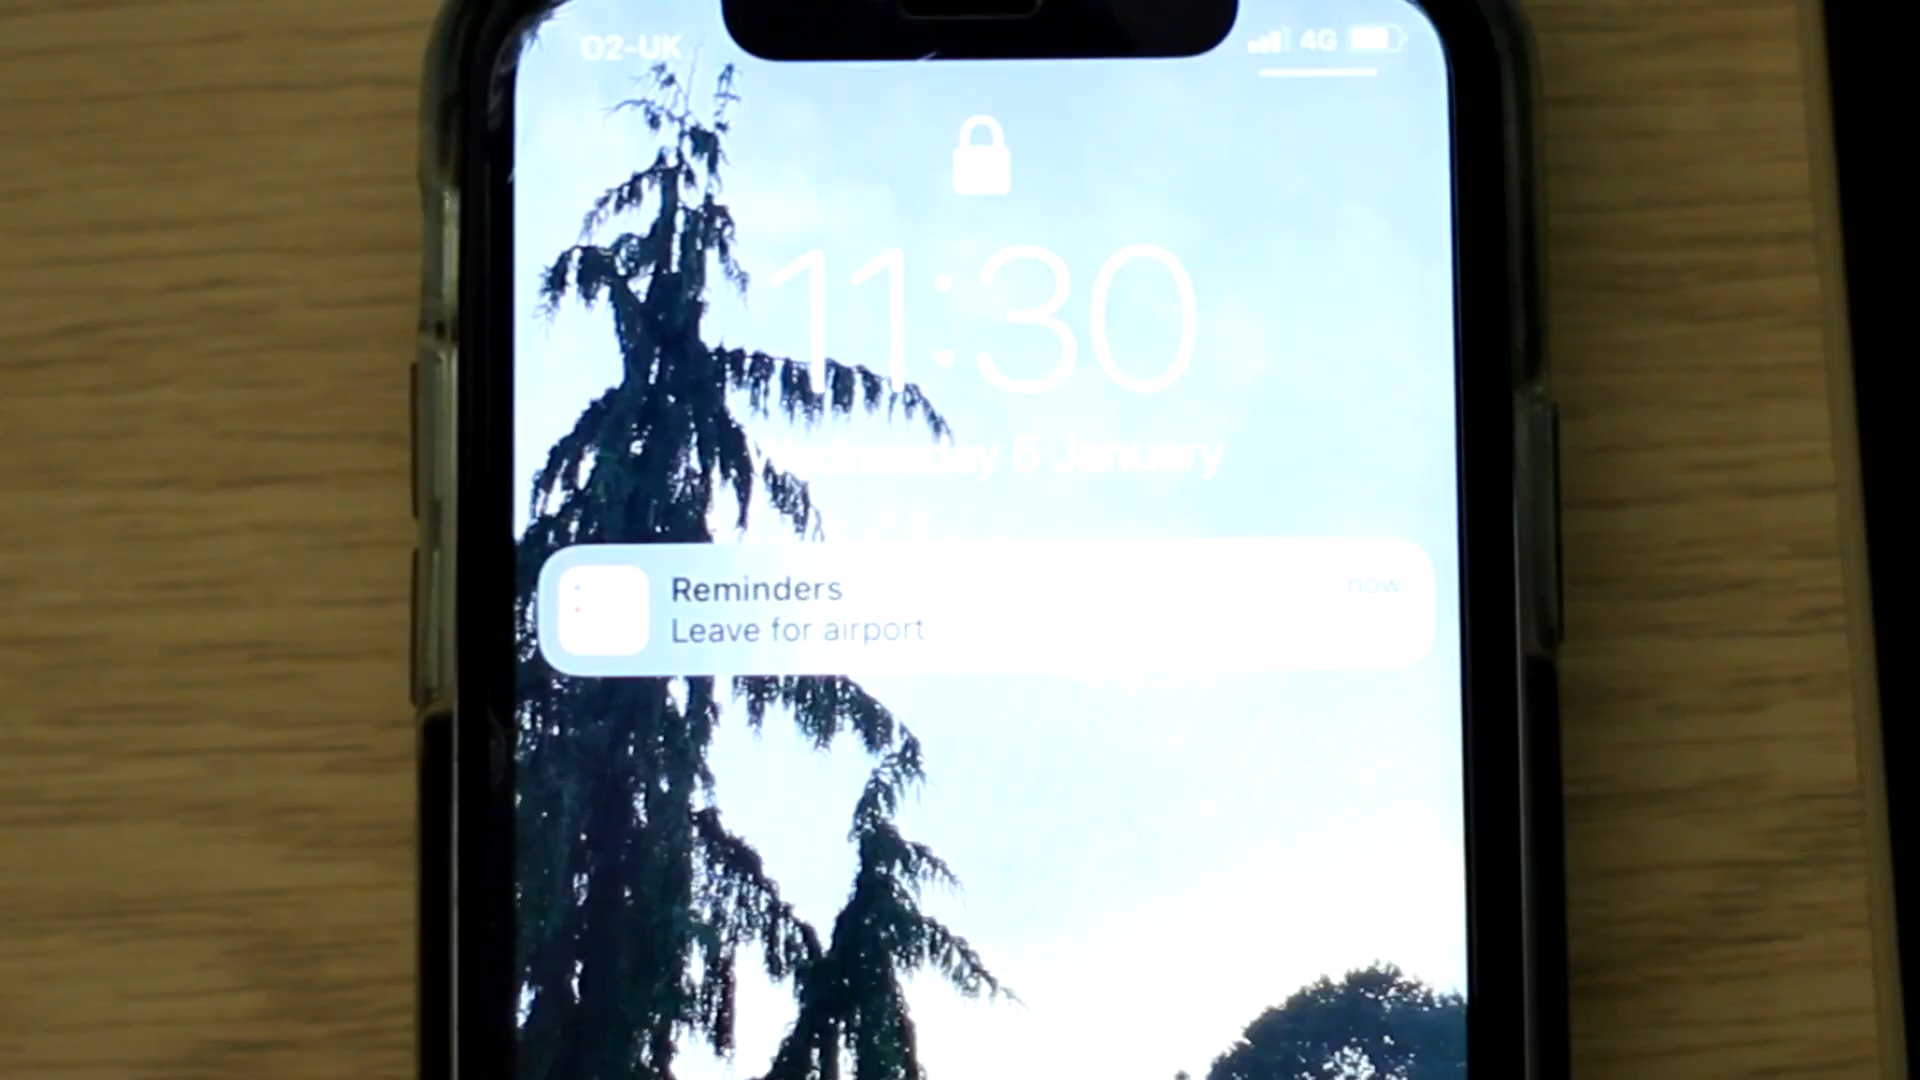 O2-UK 4G
11:30
Wednesday 5 January
Reminders now
Leave for airport